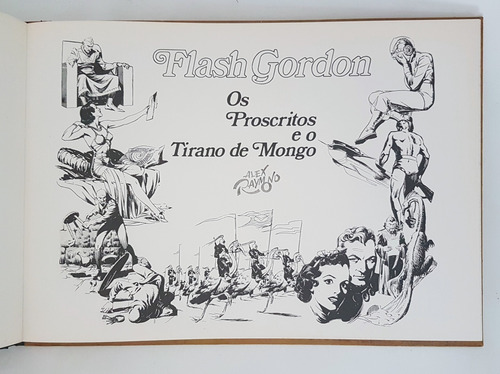 Flash Gordon
Os
Proscritos
e o
Tirano de Mongo
ALEX
RAYMOND